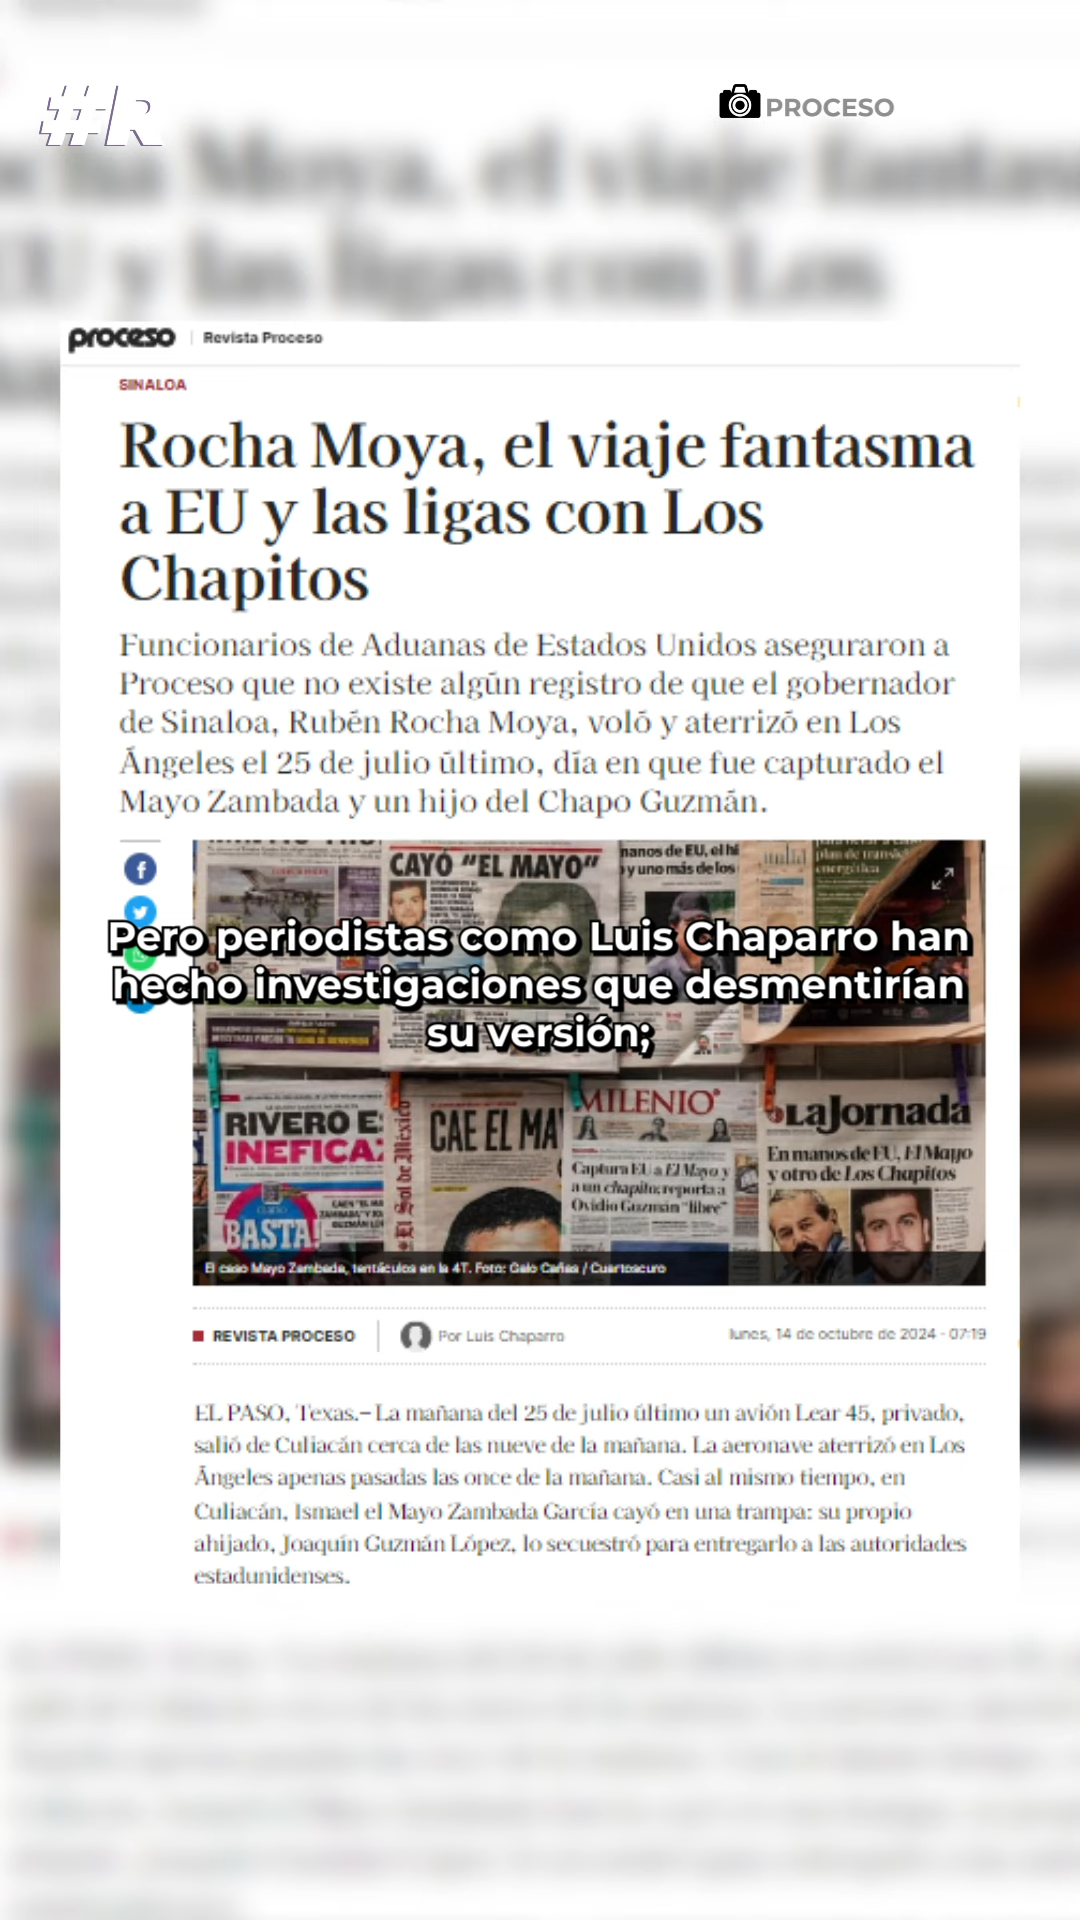 #R
PROCESO
proceso | Revista Proceso
SINALOA
Rocha Moya, el viaje fantasma
a EU y las ligas con Los
Chapitos
Funcionarios de Aduanas de Estados Unidos aseguraron a
Proceso que no existe algún registro de que el gobernador
de Sinaloa, Rubén Rocha Moya, voló y aterrizó en Los
Ángeles el 25 de julio último, día en que fue capturado el
Mayo Zambada y un hijo del Chapo Guzmán.
CAYÓ "EL MAYO"
manos de EU, el hi
y uno más de los
Pero periodistas como Luis Chaparro han
hecho investigaciones que desmentirían
su versión;
RIVERO E
INEFICA
BASTA!
El Sol de México
CAE EL MA
MILENIO
Captura EU a El Mayo y
a un chapito; reporta a
Ovidio Guzmán "libre"
LaJornada
En manos de EU, El Mayo
y otro de Los Chapitos
El caso Mayo Zambada, tentáculos en la 4T. Foto: Galo Cañas / Cuartoscuro
REVISTA PROCESO
Por Luis Chaparro
lunes, 14 de octubre de 2024 - 07:19
EL PASO, Texas.– La mañana del 25 de julio último un avión Lear 45, privado,
salió de Culiacán cerca de las nueve de la mañana. La aeronave aterrizó en Los
Ángeles apenas pasadas las once de la mañana. Casi al mismo tiempo, en
Culiacán, Ismael el Mayo Zambada García cayó en una trampa: su propio
ahijado, Joaquín Guzmán López, lo secuestró para entregarlo a las autoridades
estadunidenses.